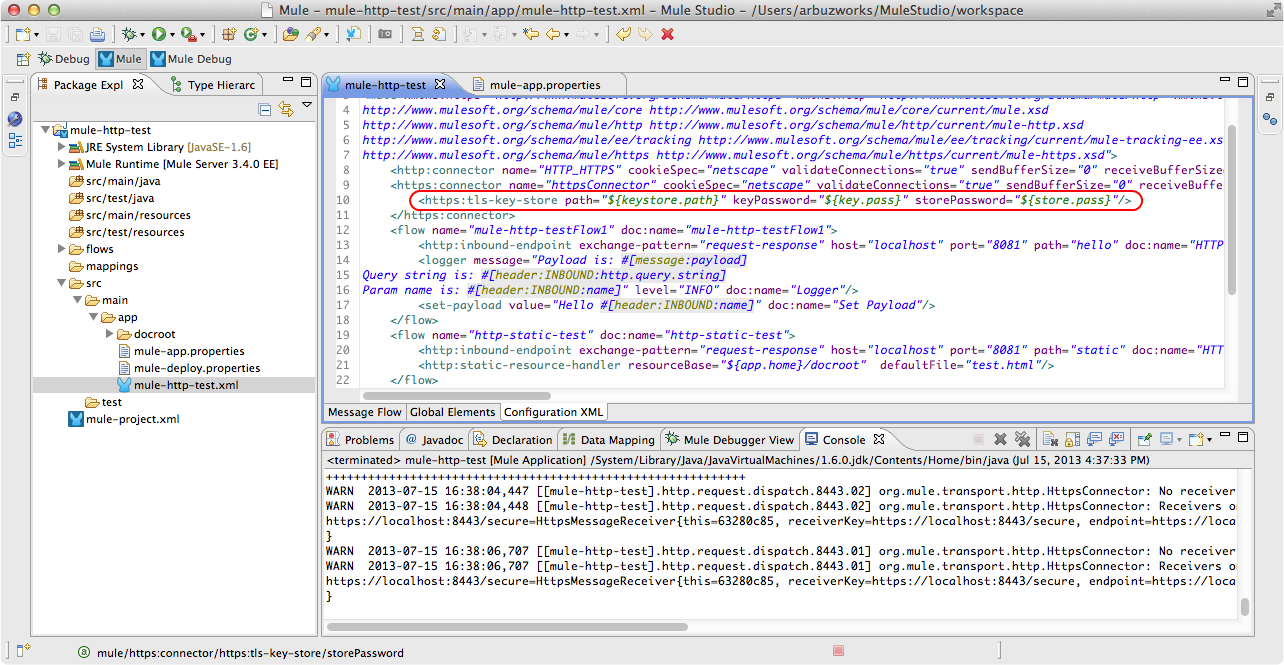 Mule – mule-http-test/src/main/app/mule-http-test.xml – Mule Studio – /Users/arbuzworks/MuleStudio/workspace
Debug Mule Mule Debug
Package Expl Type Hierarc
mule-http-test
JRE System Library [JavaSE-1.6]
Mule Runtime [Mule Server 3.4.0 EE]
src/main/java
src/test/java
src/main/resources
src/test/resources
flows
mappings
src
main
app
docroot
mule-app.properties
mule-deploy.properties
mule-http-test.xml
test
mule-project.xml
mule-http-test mule-app.properties
4 http://www.mulesoft.org/schema/mule/core http://www.mulesoft.org/schema/mule/core/current/mule.xsd
5 http://www.mulesoft.org/schema/mule/http http://www.mulesoft.org/schema/mule/http/current/mule-http.xsd
6 http://www.mulesoft.org/schema/mule/ee/tracking http://www.mulesoft.org/schema/mule/ee/tracking/current/mule-tracking-ee.xs
7 http://www.mulesoft.org/schema/mule/https http://www.mulesoft.org/schema/mule/https/current/mule-https.xsd">
8 <http:connector name="HTTP_HTTPS" cookieSpec="netscape" validateConnections="true" sendBufferSize="0" receiveBufferSize
9 <https:connector name="httpsConnector" cookieSpec="netscape" validateConnections="true" sendBufferSize="0" receiveBuffe
10 <https:tls-key-store path="${keystore.path}" keyPassword="${key.pass}" storePassword="${store.pass}"/>
11 </https:connector>
12 <flow name="mule-http-testFlow1" doc:name="mule-http-testFlow1">
13 <http:inbound-endpoint exchange-pattern="request-response" host="localhost" port="8081" path="hello" doc:name="HTTP
14 <logger message="Payload is: #[message:payload]
15 Query string is: #[header:INBOUND:http.query.string]
16 Param name is: #[header:INBOUND:name]" level="INFO" doc:name="Logger"/>
17 <set-payload value="Hello #[header:INBOUND:name]" doc:name="Set Payload"/>
18 </flow>
19 <flow name="http-static-test" doc:name="http-static-test">
20 <http:inbound-endpoint exchange-pattern="request-response" host="localhost" port="8081" path="static" doc:name="HTT
21 <http:static-resource-handler resourceBase="${app.home}/docroot" defaultFile="test.html"/>
22 </flow>
Message Flow Global Elements Configuration XML
Problems @ Javadoc Declaration Data Mapping Mule Debugger View Console
<terminated> mule-http-test [Mule Application] /System/Library/Java/JavaVirtualMachines/1.6.0.jdk/Contents/Home/bin/java (Jul 15, 2013 4:37:33 PM)
++++++++++++++++++++++++++++++++++++++++++++++++++++++++++++
WARN 2013-07-15 16:38:04,447 [[mule-http-test].http.request.dispatch.8443.02] org.mule.transport.http.HttpsConnector: No receiver
WARN 2013-07-15 16:38:04,448 [[mule-http-test].http.request.dispatch.8443.02] org.mule.transport.http.HttpsConnector: Receivers o
https://localhost:8443/secure=HttpsMessageReceiver{this=63280c85, receiverKey=https://localhost:8443/secure, endpoint=https://loca
}
WARN 2013-07-15 16:38:06,707 [[mule-http-test].http.request.dispatch.8443.01] org.mule.transport.http.HttpsConnector: No receiver
WARN 2013-07-15 16:38:06,707 [[mule-http-test].http.request.dispatch.8443.01] org.mule.transport.http.HttpsConnector: Receivers o
https://localhost:8443/secure=HttpsMessageReceiver{this=63280c85, receiverKey=https://localhost:8443/secure, endpoint=https://loca
}
mule/https:connector/https:tls-key-store/storePassword